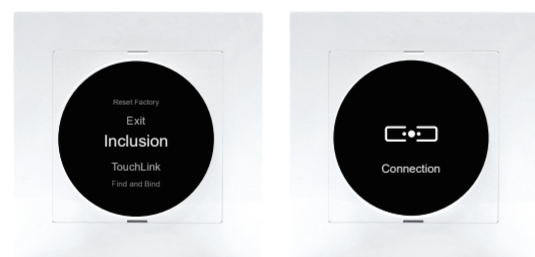 Reset Factory
Exit
Inclusion
TouchLink
Find and Bind
Connection